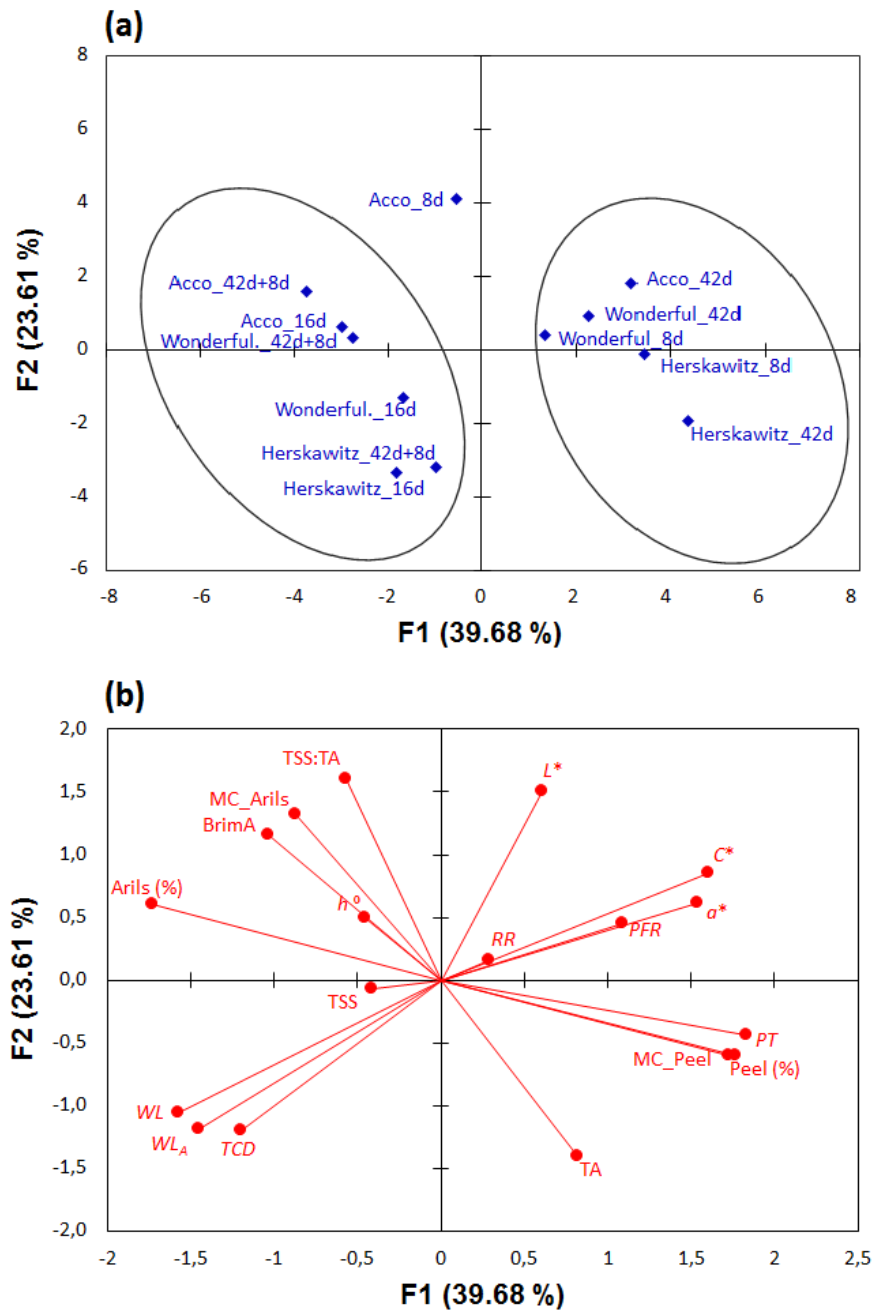 (a)
8
6
4
2
0
-2
-4
-6
F2 (23.61 %)
Acco_8d
Acco_42d+8d
Acco_16d
Wonderful._42d+8d
Wonderful._16d
Herskawitz_42d+8d
Herskawitz_16d
Acco_42d
Wonderful_42d
Wonderful_8d
Herskawitz_8d
Herskawitz_42d
-8 -6 -4 -2 0 2 4 6 8
F1 (39.68 %)
(b)
2,0
1,5
1,0
0,5
0,0
-0,5
-1,0
-1,5
-2,0
F2 (23.61 %)
TSS:TA
L*
MC_Arils
BrimA
C*
Arils (%)
h º
a*
PFR
RR
TSS
PT
MC_Peel
Peel (%)
WL
WLA
TCD
TA
-2 -1,5 -1 -0,5 0 0,5 1 1,5 2 2,5
F1 (39.68 %)